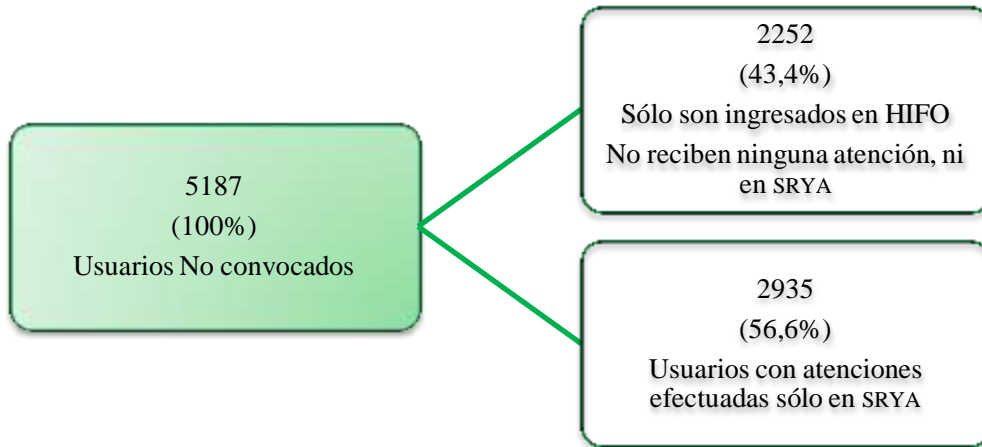 5187
(100%)
Usuarios No convocados
2252
(43,4%)
Sólo son ingresados en HIFO
No reciben ninguna atención, ni
en SRYA
2935
(56,6%)
Usuarios con atenciones
efectuadas sólo en SRYA